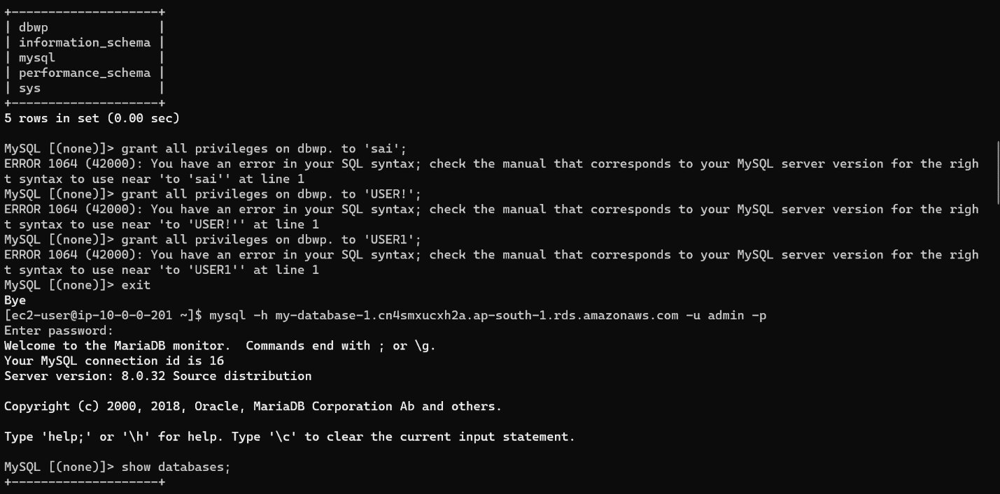 +--------------------+
| dbwp               |
| information_schema |
| mysql              |
| performance_schema |
| sys                |
+--------------------+
5 rows in set (0.00 sec)

MySQL [(none)]> grant all privileges on dbwp. to 'sai';
ERROR 1064 (42000): You have an error in your SQL syntax; check the manual that corresponds to your MySQL server version for the righ
t syntax to use near 'to 'sai'' at line 1
MySQL [(none)]> grant all privileges on dbwp. to 'USER!';
ERROR 1064 (42000): You have an error in your SQL syntax; check the manual that corresponds to your MySQL server version for the righ
t syntax to use near 'to 'USER!'' at line 1
MySQL [(none)]> grant all privileges on dbwp. to 'USER1';
ERROR 1064 (42000): You have an error in your SQL syntax; check the manual that corresponds to your MySQL server version for the righ
t syntax to use near 'to 'USER1'' at line 1
MySQL [(none)]> exit
Bye
[ec2-user@ip-10-0-0-201 ~]$ mysql -h my-database-1.cn4smxucxh2a.ap-south-1.rds.amazonaws.com -u admin -p
Enter password:
Welcome to the MariaDB monitor.  Commands end with ; or \g.
Your MySQL connection id is 16
Server version: 8.0.32 Source distribution

Copyright (c) 2000, 2018, Oracle, MariaDB Corporation Ab and others.

Type 'help;' or '\h' for help. Type '\c' to clear the current input statement.

MySQL [(none)]> show databases;
+--------------------+